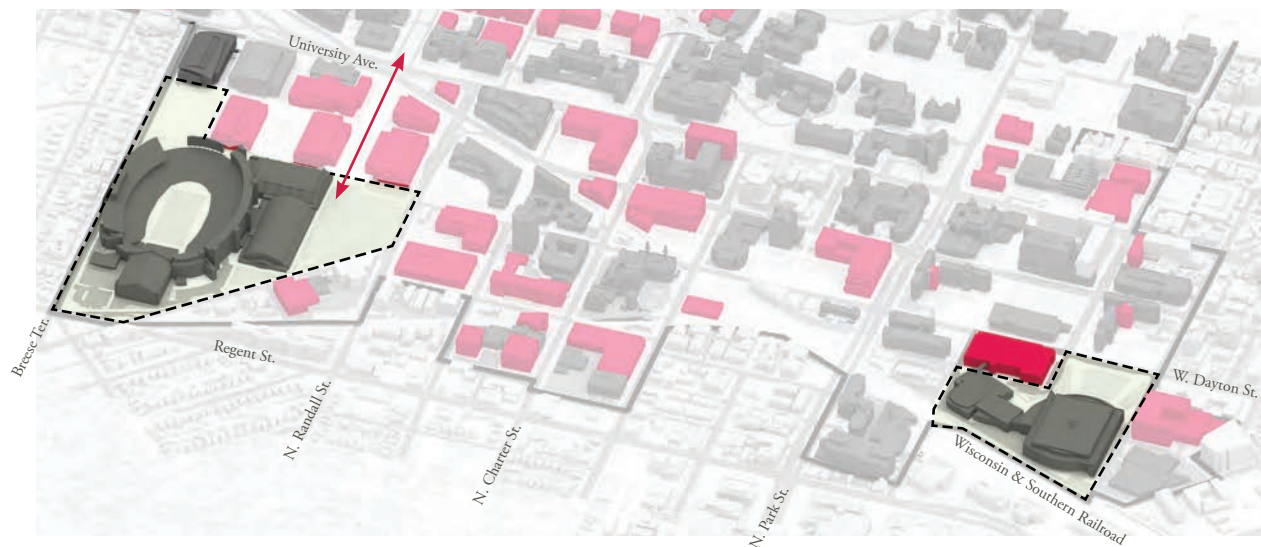 University Ave.
Breese Ter.
Regent St.
N. Randall St.
N. Charter St.
N. Park St.
W. Dayton St.
Wisconsin & Southern Railroad